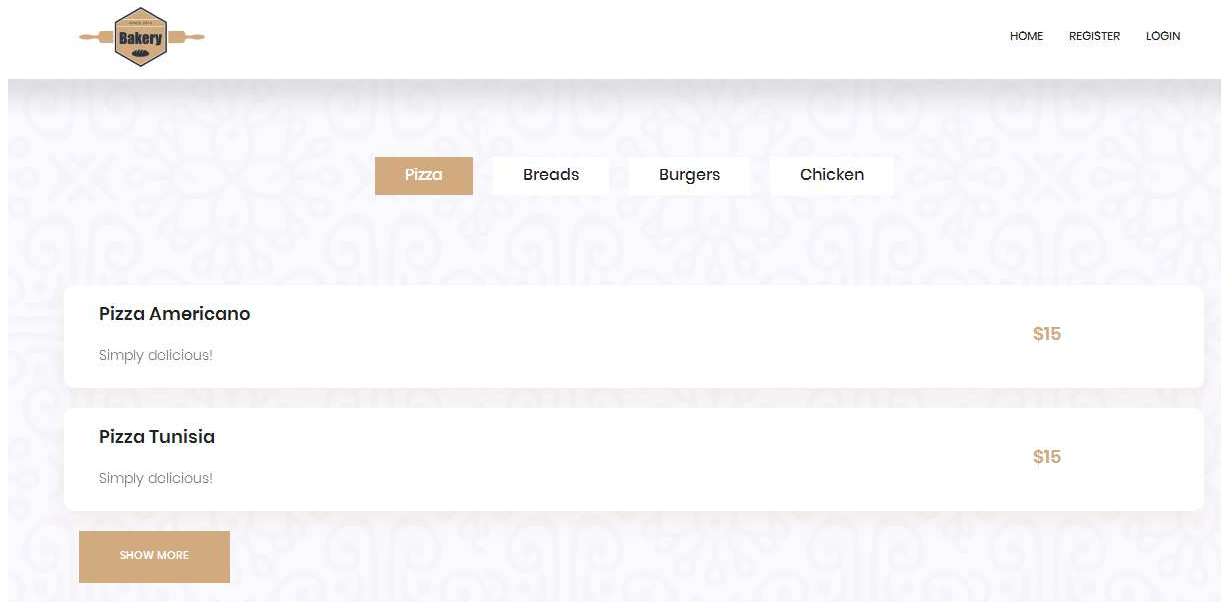 Bakery
HOME REGISTER LOGIN
Pizza Breads Burgers Chicken
Pizza Americano
$15
Simply delicious!
Pizza Tunisia
$15
Simply delicious!
SHOW MORE